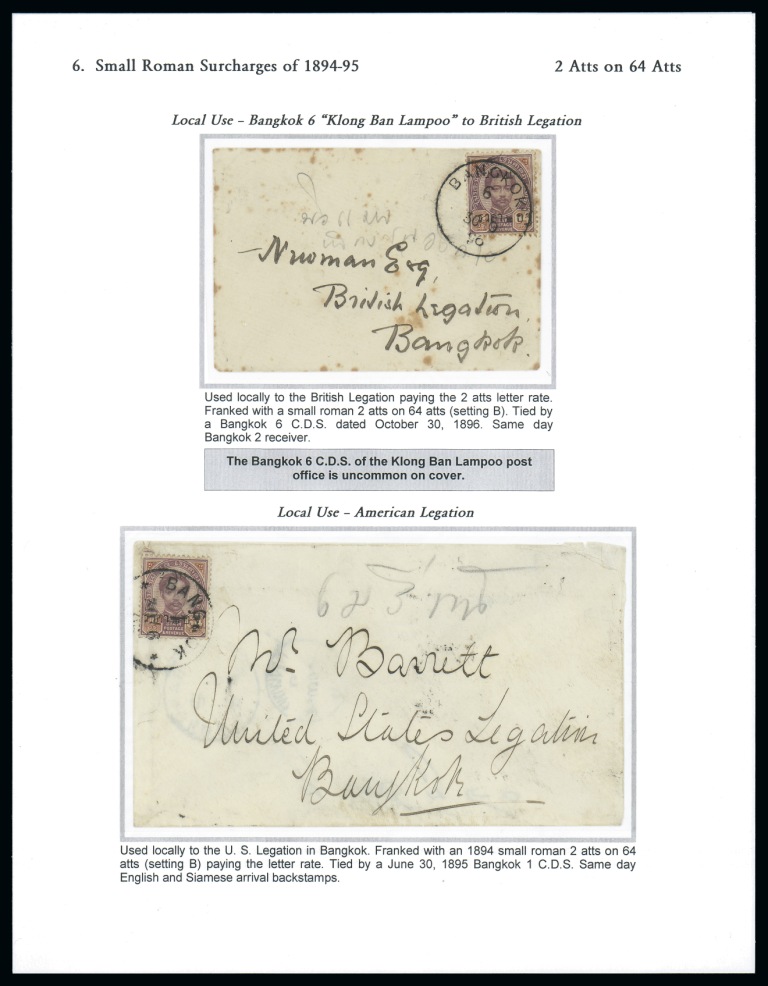 6. Small Roman Surcharges of 1894-95
2 Atts on 64 Atts
Local Use – Bangkok 6 “Klong Ban Lampoo” to British Legation
BANGKOK
6
30
Newman Esq,
British Legation.
Bangkok.
Used locally to the British Legation paying the 2 atts letter rate.
Franked with a small roman 2 atts on 64 atts (setting B). Tied by
a Bangkok 6 C.D.S. dated October 30, 1896. Same day
Bangkok 2 receiver.
The Bangkok 6 C.D.S. of the Klong Ban Lampoo post
office is uncommon on cover.
Local Use – American Legation
BANGKOK
Mr. Barrett
United States Legation
Bangkok
Used locally to the U. S. Legation in Bangkok. Franked with an 1894 small roman 2 atts on 64
atts (setting B) paying the letter rate. Tied by a June 30, 1895 Bangkok 1 C.D.S. Same day
English and Siamese arrival backstamps.